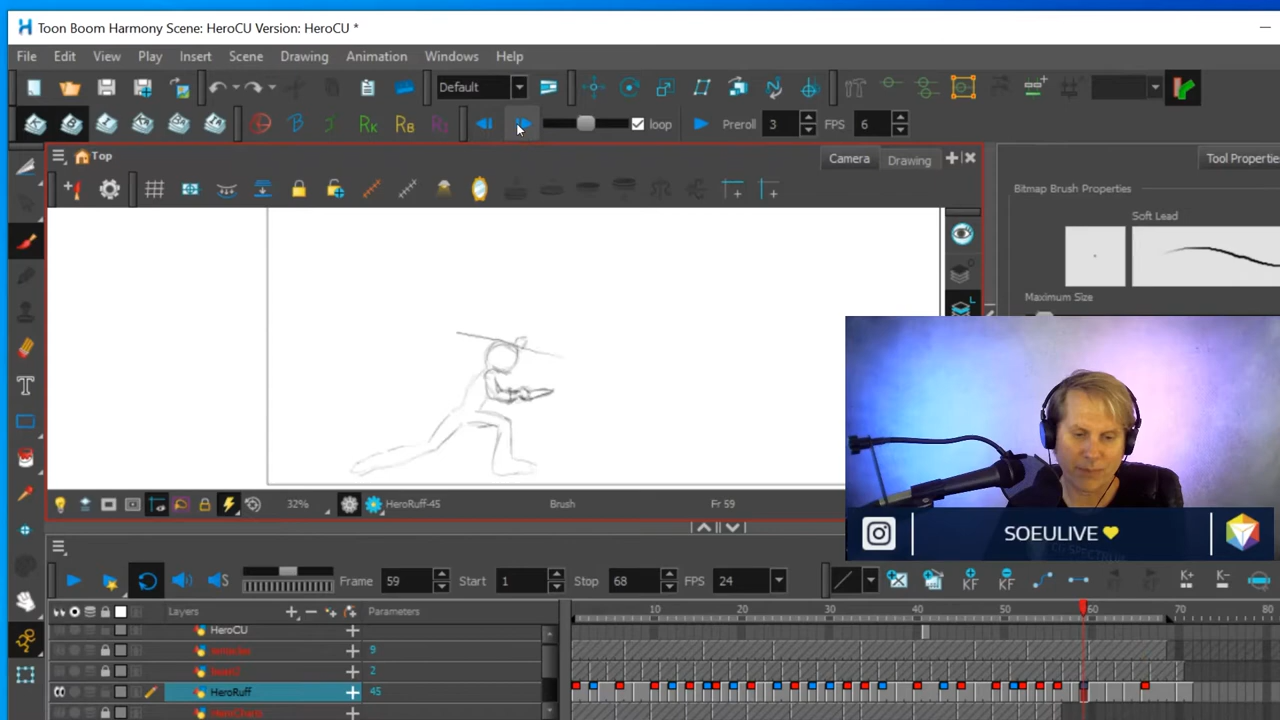 Toon Boom Harmony Scene: HeroCU Version: HeroCU *
File Edit View Play Insert Scene Drawing Animation Windows Help
Default
loop Preroll 3 FPS 6
Top Camera Drawing Tool Properties
Bitmap Brush Properties
Soft Lead
Maximum Size
32% HeroRuff-45 Brush Fr 59
SOEULIVE
Frame 59 Start 1 Stop 68 FPS 24
Layers Parameters 10 20 30 40 50 60 70 80
HeroCU
9
2
HeroRuff 45